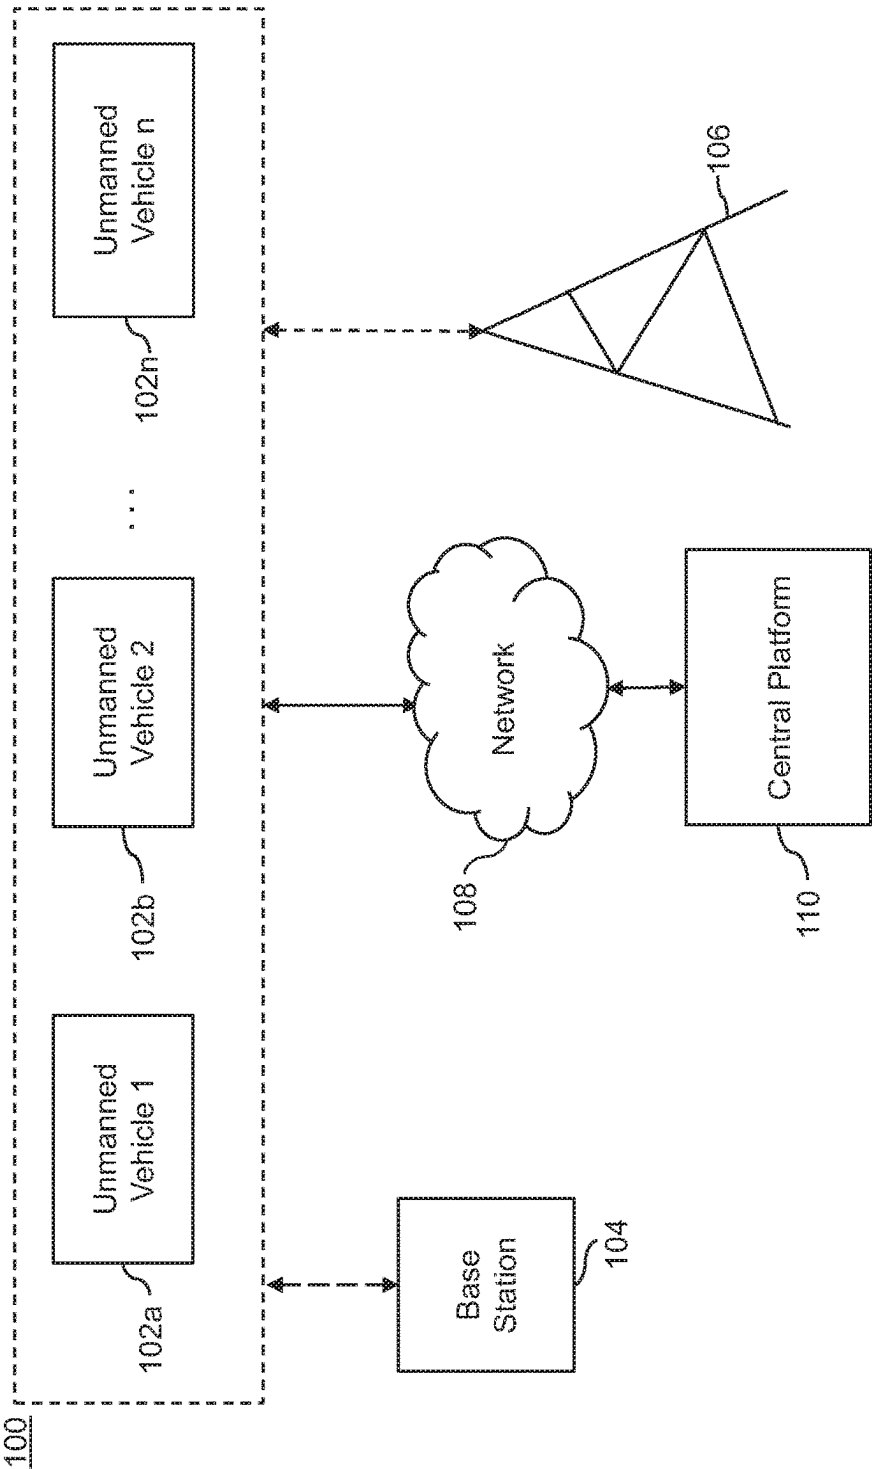 100
Unmanned
Vehicle 1
102a
Unmanned
Vehicle 2
102b
. . .
Unmanned
Vehicle n
102n
Base
Station
104
Network
108
106
Central Platform
110